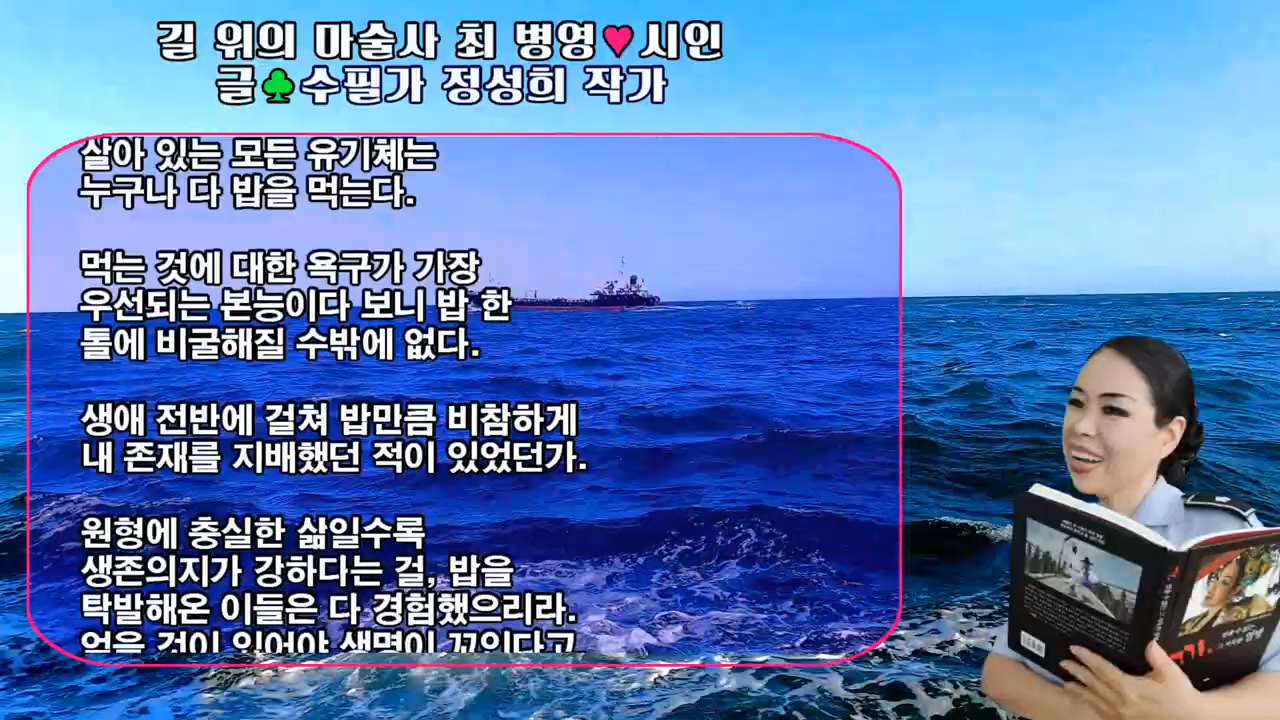 길 위의 마술사 최 병영♥시인
글♣수필가 정성희 작가
살아 있는 모든 유기체는
누구나 다 밥을 먹는다.
먹는 것에 대한 욕구가 가장
우선되는 본능이다 보니 밥 한
톨에 비굴해질 수밖에 없다.
생애 전반에 걸쳐 밥만큼 비참하게
내 존재를 지배했던 적이 있었던가.
원형에 충실한 삶일수록
생존의지가 강하다는 걸, 밥을
탁발해온 이들은 다 경험했으리라.